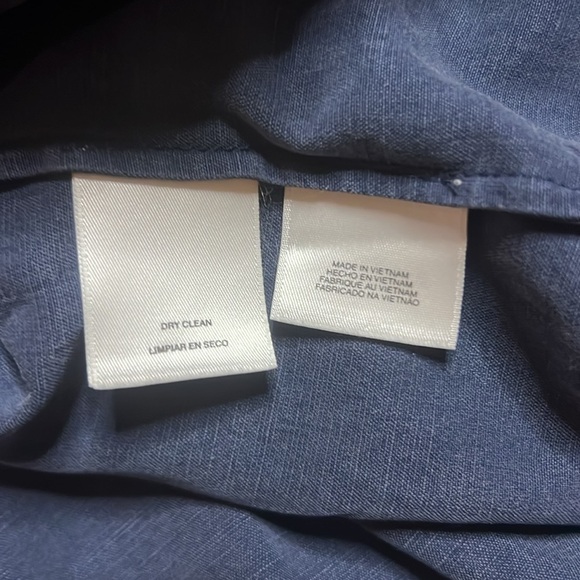 DRY CLEAN
LIMPIAR EN SECO
MADE IN VIETNAM
HECHO EN VIETNAM
FABRIQUE AU VIETNAM
FABRICADO NA VIETNÃO